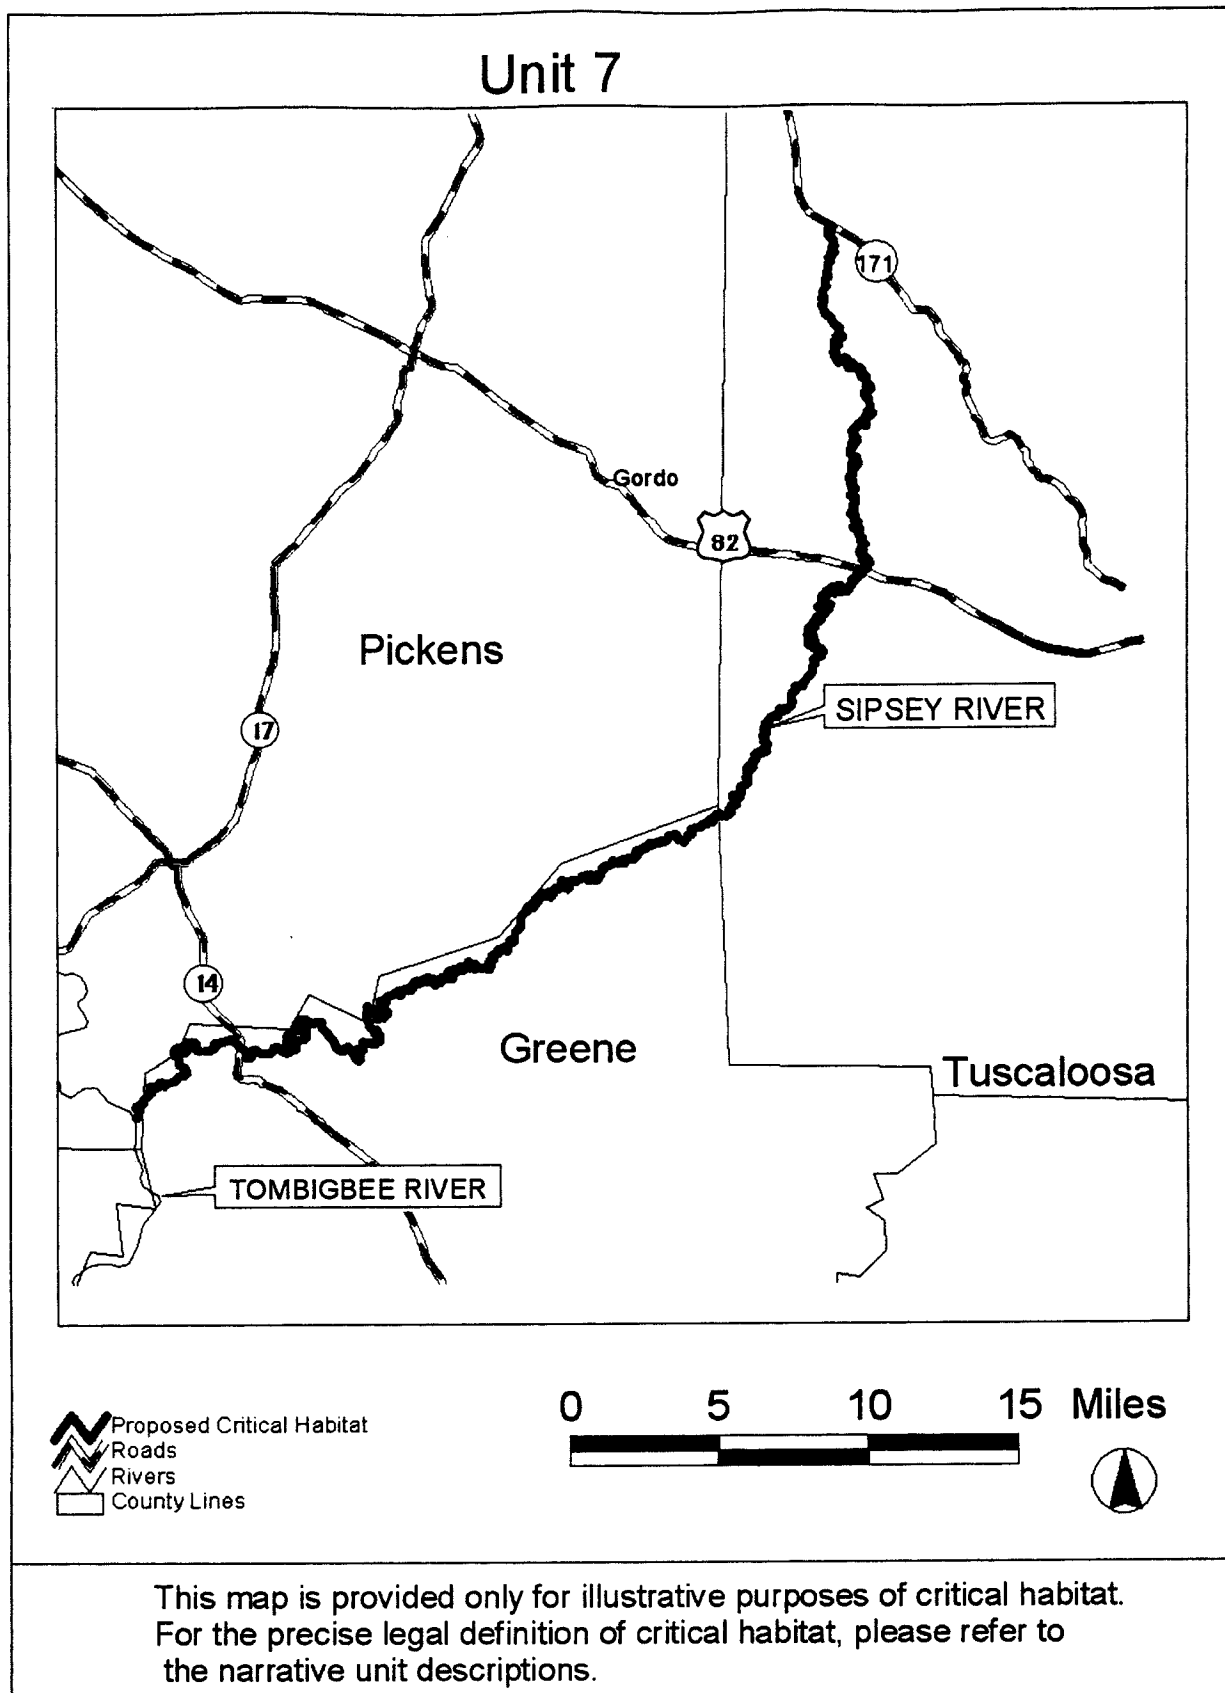 Unit 7
171
Gordo
82
Pickens
SIPSEY RIVER
17
14
Greene
Tuscaloosa
TOMBIGBEE RIVER
0 5 10 15 Miles
Proposed Critical Habitat
Roads
Rivers
County Lines
This map is provided only for illustrative purposes of critical habitat.
For the precise legal definition of critical habitat, please refer to
the narrative unit descriptions.